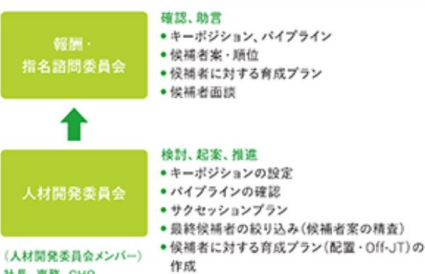 報酬・
指名諮問委員会
確認、助言
• キーポジション、パイプライン
• 候補者案・順位
• 候補者に対する育成プラン
• 候補者面談
人材開発委員会
検討、起案、推進
• キーポジションの設定
• パイプラインの確認
• サクセッションプラン
• 最終候補者の絞り込み(候補者案の精査)
• 候補者に対する育成プラン(配置・Off-JT)の
作成
(人材開発委員会メンバー)
社長、専務、CHO